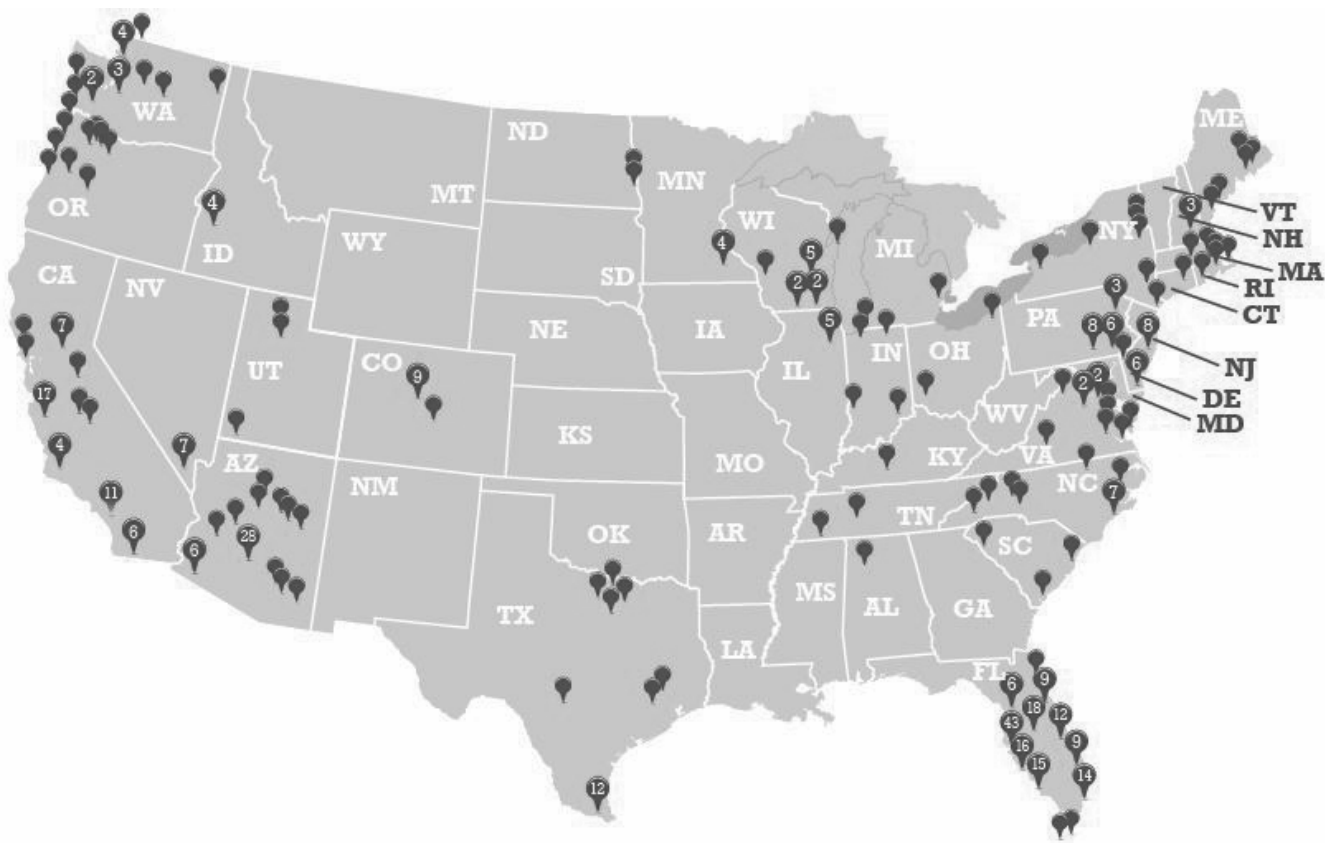 4
2
3
WA
OR
4
ID
MT
ND
MN
SD
WY
WI
4
5
2
2
MI
ME
3
VT
NH
NY
MA
RI
CT
3
PA
8
6
8
NJ
6
DE
MD
2
2
CA
NV
7
17
4
11
6
7
UT
CO
9
NE
IA
5
IL
IN
OH
WV
VA
KS
MO
KY
AZ
28
6
NM
OK
AR
TN
NC
7
SC
TX
12
LA
MS
AL
GA
FL
6
9
18
43
12
16
9
15
14